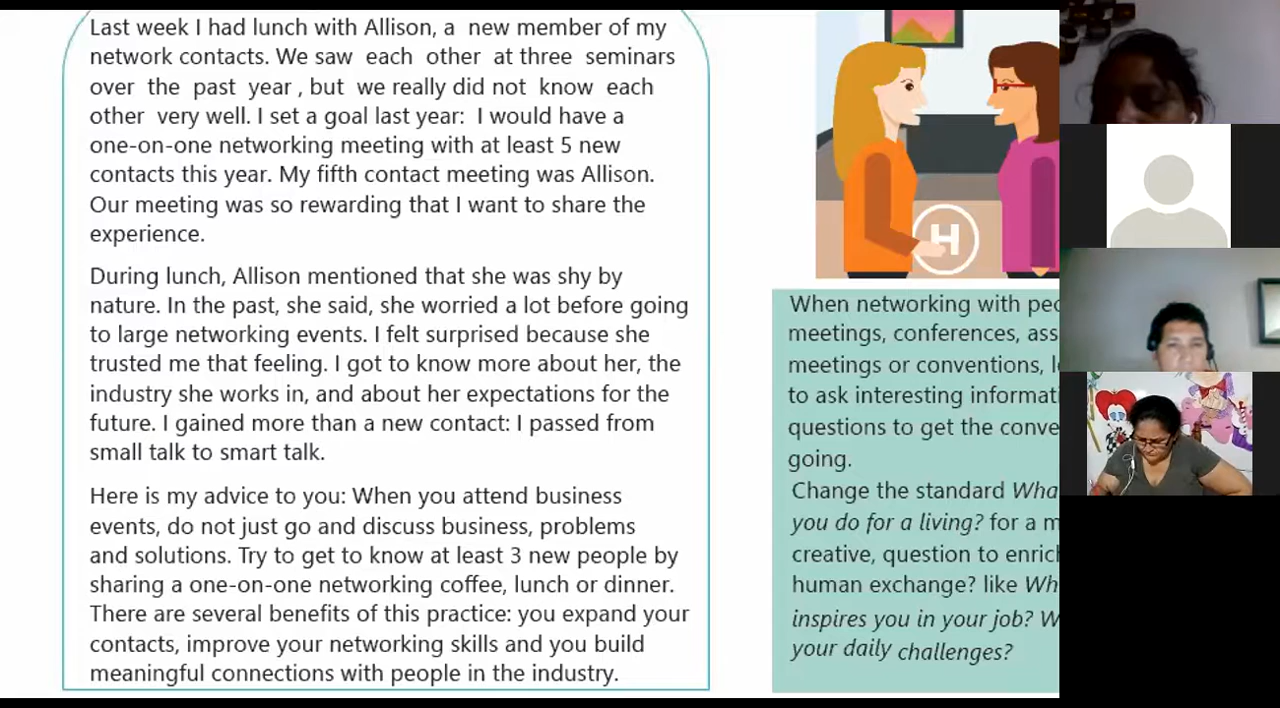 Last week I had lunch with Allison, a new member of my
network contacts. We saw each other at three seminars
over the past year , but we really did not know each
other very well. I set a goal last year: I would have a
one-on-one networking meeting with at least 5 new
contacts this year. My fifth contact meeting was Allison.
Our meeting was so rewarding that I want to share the
experience.
During lunch, Allison mentioned that she was shy by
nature. In the past, she said, she worried a lot before going
to large networking events. I felt surprised because she
trusted me that feeling. I got to know more about her, the
industry she works in, and about her expectations for the
future. I gained more than a new contact: I passed from
small talk to smart talk.
Here is my advice to you: When you attend business
events, do not just go and discuss business, problems
and solutions. Try to get to know at least 3 new people by
sharing a one-on-one networking coffee, lunch or dinner.
There are several benefits of this practice: you expand your
contacts, improve your networking skills and you build
meaningful connections with people in the industry.
H
When networking with
meetings, conferences,
meetings or conventions,
to ask interesting
questions to get the
going.
Change the standard
you do for a living? for a
creative, question to
human exchange? like
inspires you in your job?
your daily challenges?